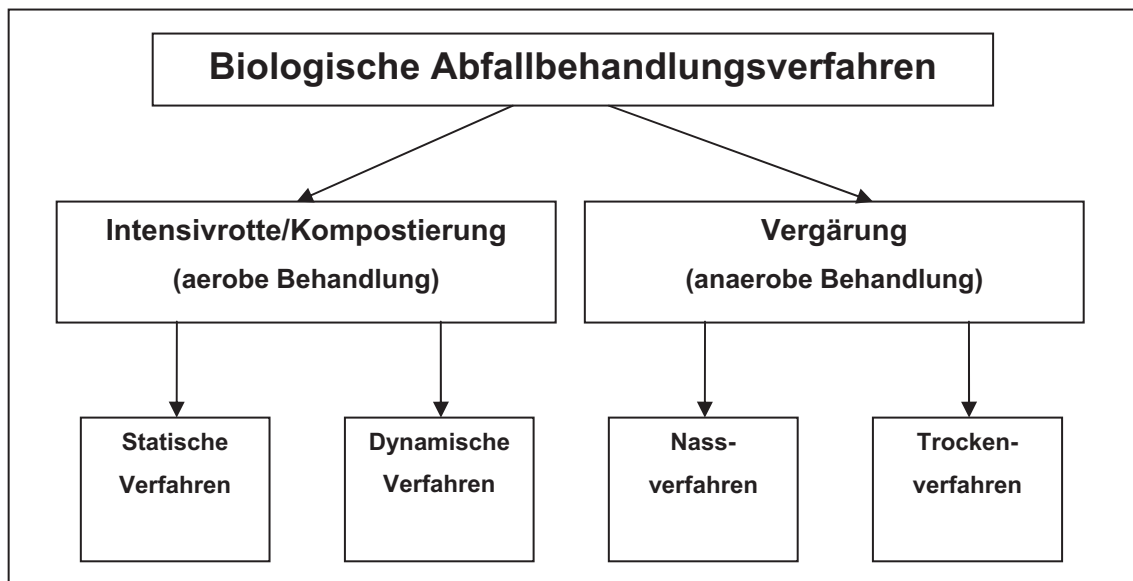 Biologische Abfallbehandlungsverfahren
Intensivrotte/Kompostierung
(aerobe Behandlung)
Vergärung
(anaerobe Behandlung)
Statische
Verfahren
Dynamische
Verfahren
Nass-
verfahren
Trocken-
verfahren